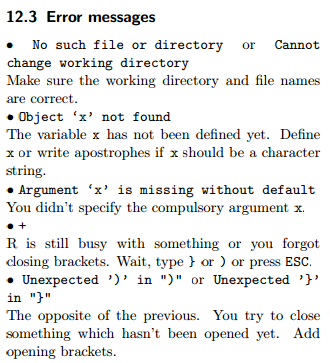 12.3 Error messages
• No such file or directory or Cannot
change working directory
Make sure the working directory and file names
are correct.
• Object ‘x’ not found
The variable x has not been defined yet. Define
x or write apostrophes if x should be a character
string.
• Argument ‘x’ is missing without default
You didn’t specify the compulsory argument x.
• +
R is still busy with something or you forgot
closing brackets. Wait, type } or ) or press ESC.
• Unexpected ’)’ in ")" or Unexpected ’}’
in "}"
The opposite of the previous. You try to close
something which hasn’t been opened yet. Add
opening brackets.